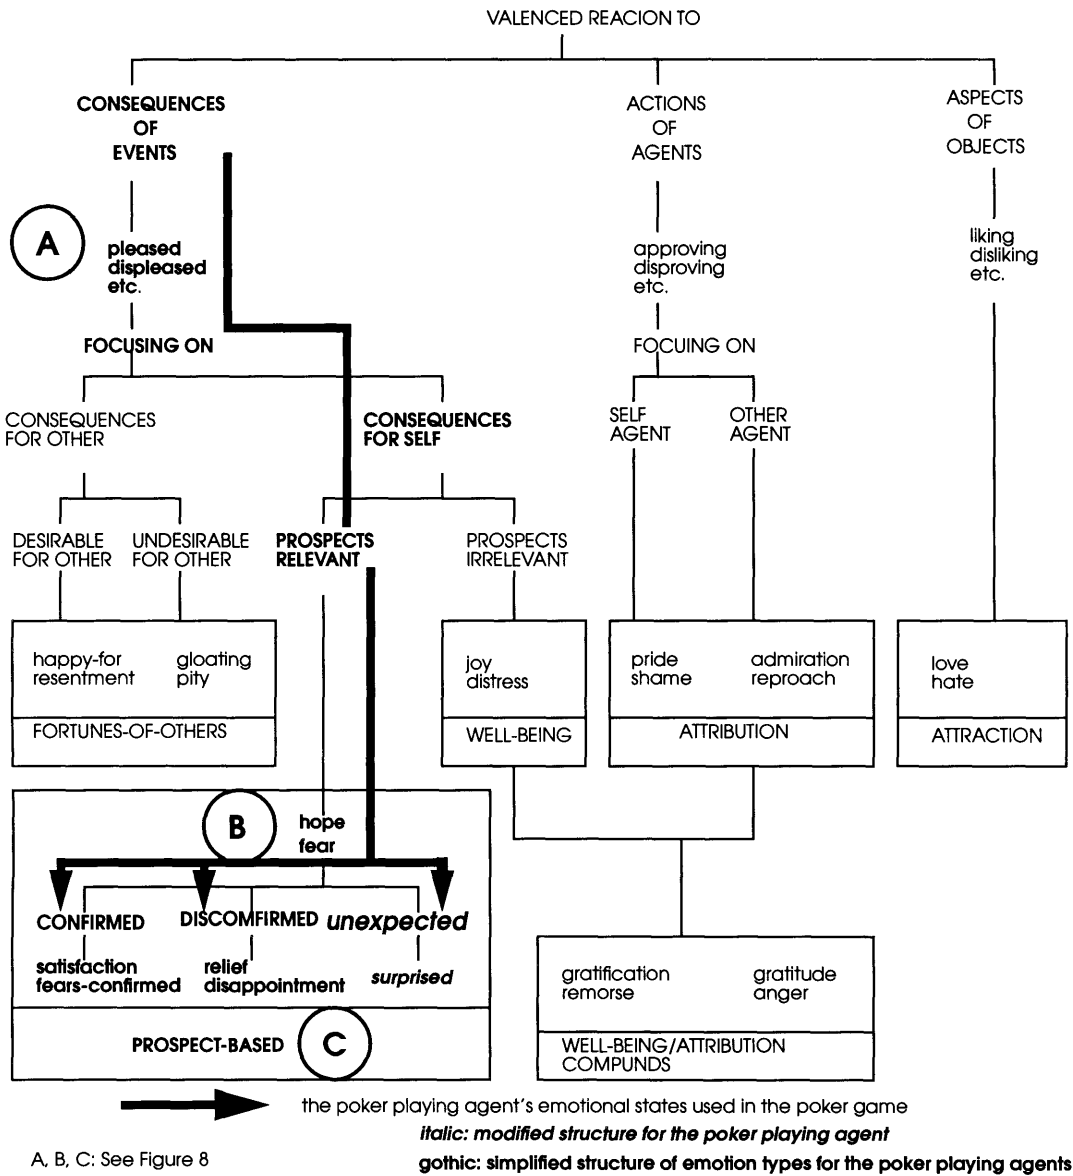 VALENCED REACION TO
CONSEQUENCES
OF
EVENTS
ACTIONS
OF
AGENTS
ASPECTS
OF
OBJECTS
A
pleased
displeased
etc.
approving
disproving
etc.
liking
disliking
etc.
FOCUSING ON
FOCUING ON
CONSEQUENCES
FOR OTHER
CONSEQUENCES
FOR SELF
SELF
AGENT
OTHER
AGENT
DESIRABLE
FOR OTHER
UNDESIRABLE
FOR OTHER
PROSPECTS
RELEVANT
PROSPECTS
IRRELEVANT
happy-for
resentment
gloating
pity
FORTUNES-OF-OTHERS
joy
distress
WELL-BEING
pride
shame
admiration
reproach
ATTRIBUTION
love
hate
ATTRACTION
B
hope
fear
CONFIRMED
DISCOMFIRMED
unexpected
satisfaction
fears-confirmed
relief
disappointment
surprised
PROSPECT-BASED
C
gratification
remorse
gratitude
anger
WELL-BEING/ATTRIBUTION
COMPUNDS
the poker playing agent's emotional states used in the poker game
italic: modified structure for the poker playing agent
A, B, C: See Figure 8
gothic: simplified structure of emotion types for the poker playing agents